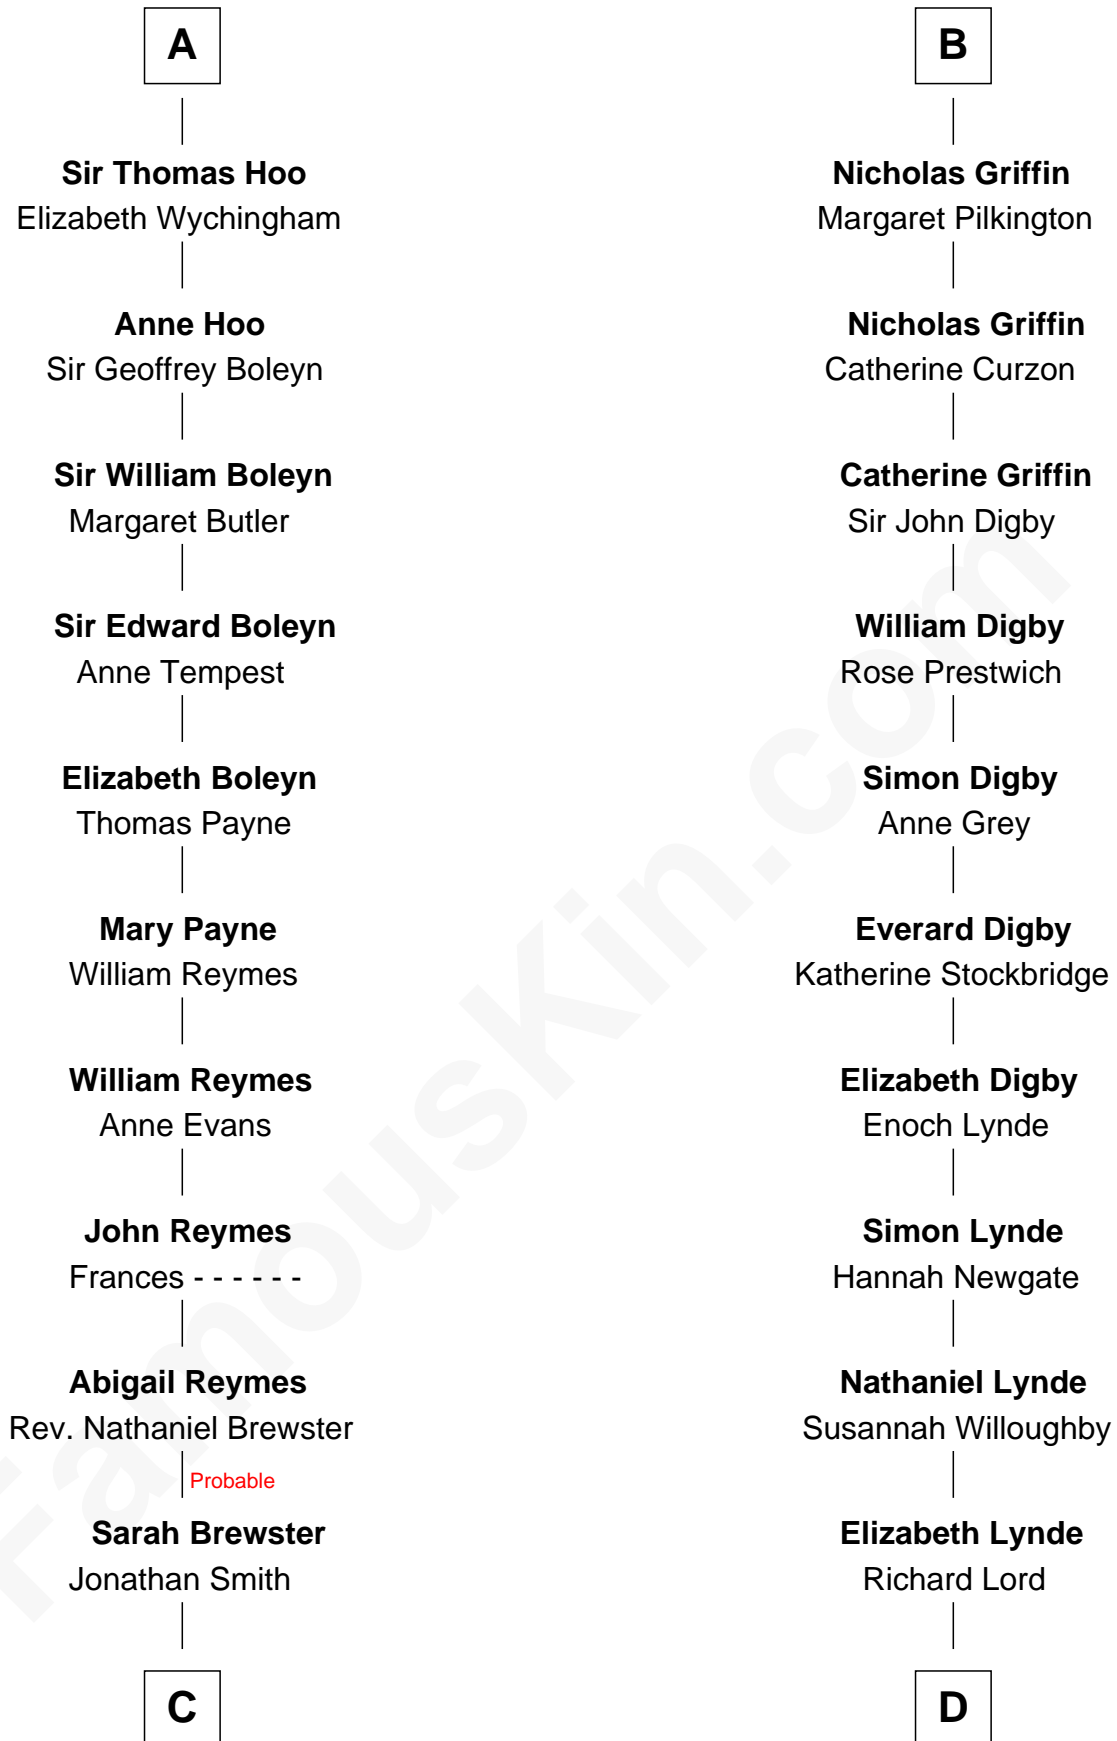 A
Sir Thomas Hoo
Elizabeth Wychingham
Anne Hoo
Sir Geoffrey Boleyn
Sir William Boleyn
Margaret Butler
Sir Edward Boleyn
Anne Tempest
Elizabeth Boleyn
Thomas Payne
Mary Payne
William Reymes
William Reymes
Anne Evans
John Reymes
Frances - - - - - -
Abigail Reymes
Rev. Nathaniel Brewster
Probable
Sarah Brewster
Jonathan Smith
C
B
Nicholas Griffin
Margaret Pilkington
Nicholas Griffin
Catherine Curzon
Catherine Griffin
Sir John Digby
William Digby
Rose Prestwich
Simon Digby
Anne Grey
Everard Digby
Katherine Stockbridge
Elizabeth Digby
Enoch Lynde
Simon Lynde
Hannah Newgate
Nathaniel Lynde
Susannah Willoughby
Elizabeth Lynde
Richard Lord
D
FamousKin.com